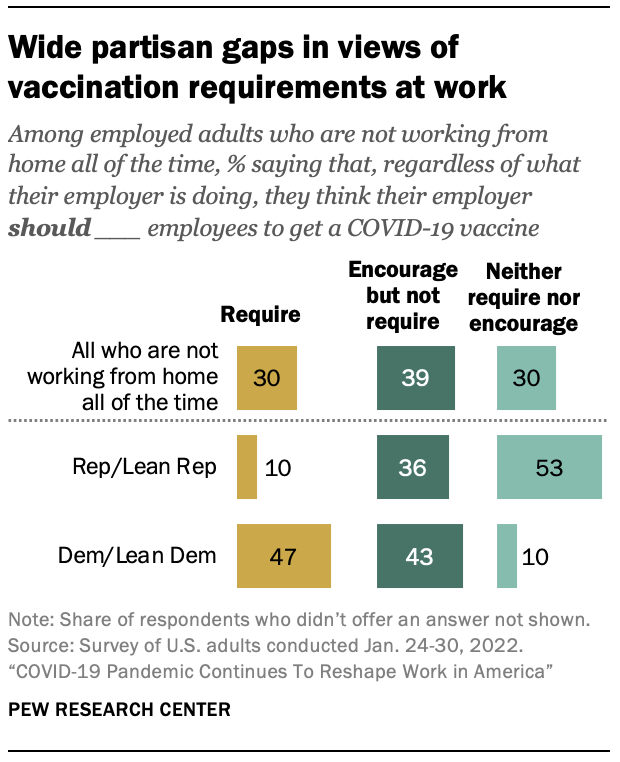 Wide partisan gaps in views of
vaccination requirements at work
Among employed adults who are not working from
home all of the time, % saying that, regardless of what
their employer is doing, they think their employer
should ___ employees to get a COVID-19 vaccine
Require
Encourage
but not
require
Neither
require nor
encourage
All who are not
working from home
all of the time
30
39
30
Rep/Lean Rep
10
36
53
Dem/Lean Dem
47
43
10
Note: Share of respondents who didn’t offer an answer not shown.
Source: Survey of U.S. adults conducted Jan. 24-30, 2022.
“COVID-19 Pandemic Continues To Reshape Work in America”
PEW RESEARCH CENTER